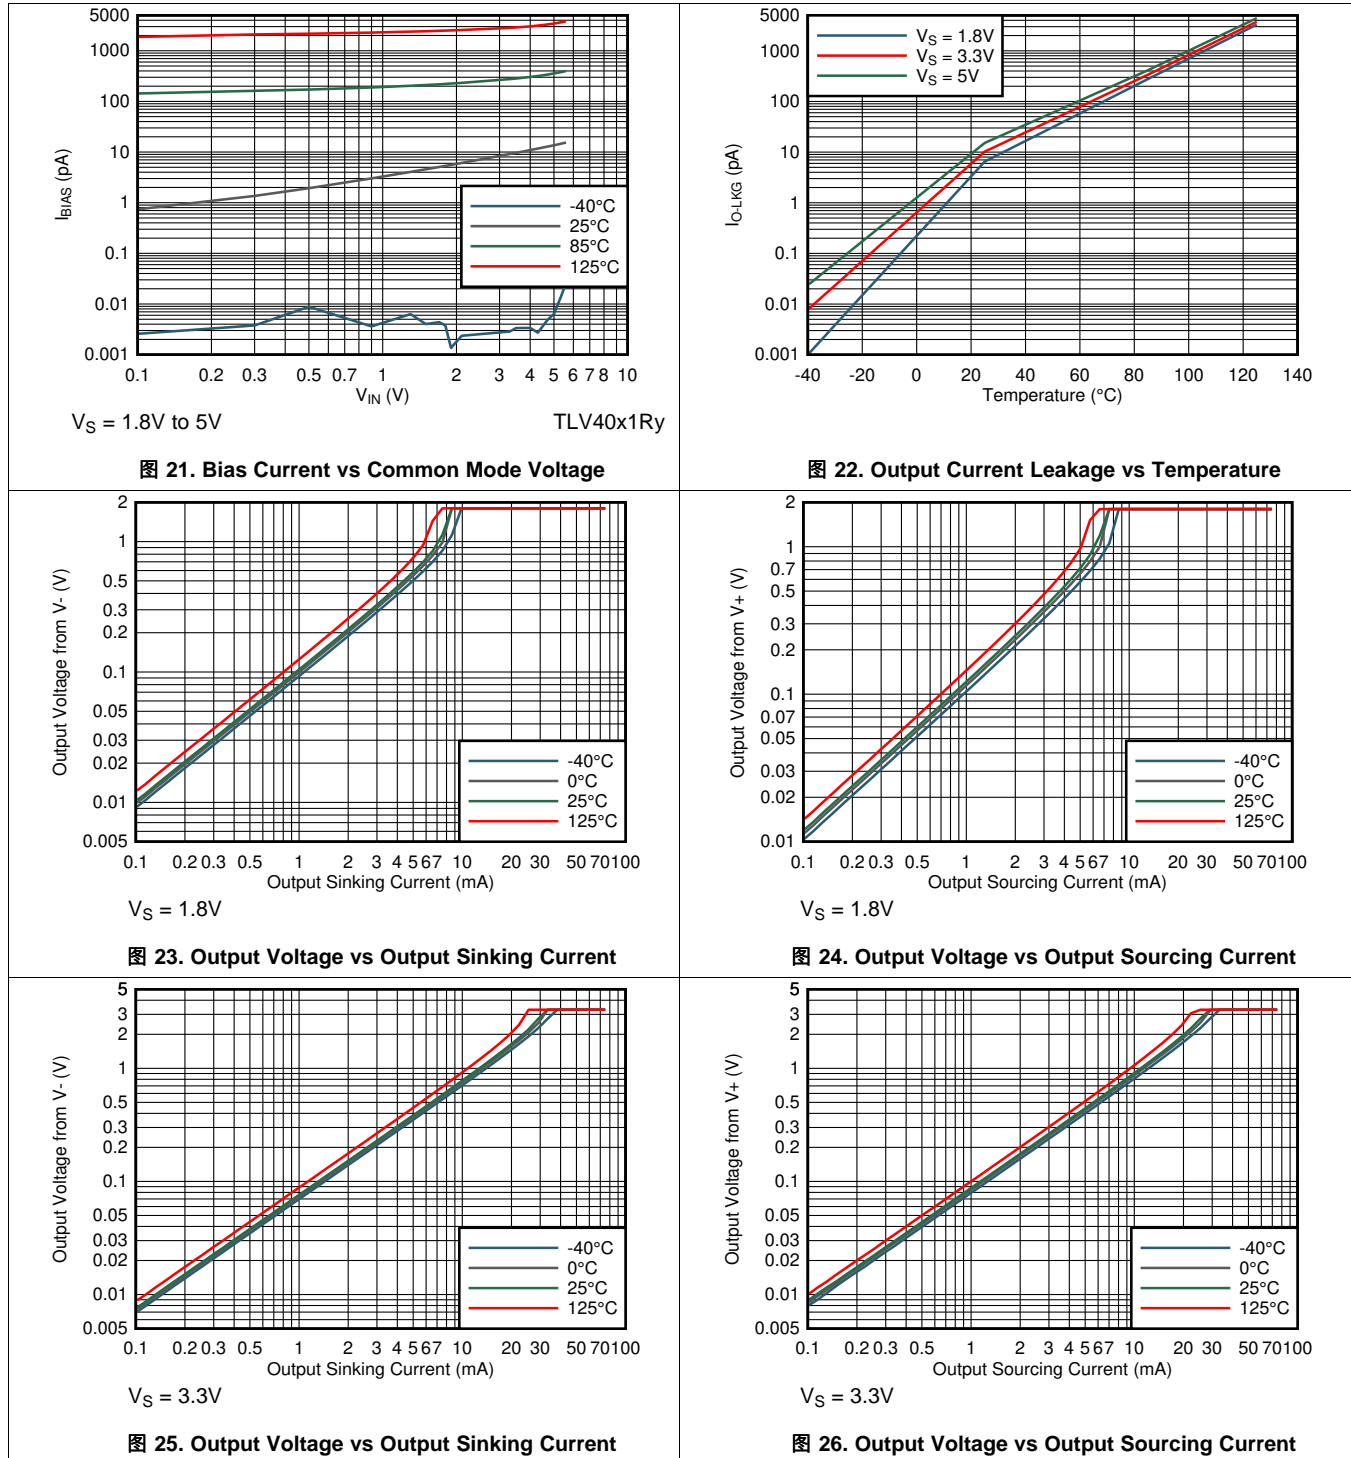 5000
1000
100
10
1
0.1
0.01
0.001
I_BIAS (pA)
-40°C
25°C
85°C
125°C
0.1 0.2 0.3 0.5 0.7 1 2 3 4 5 6 7 8 10
V_IN (V)
V_S = 1.8V to 5V TLV40x1Ry
图 21. Bias Current vs Common Mode Voltage
5000
1000
100
10
1
0.1
0.01
0.001
I_O-LKG (pA)
V_S = 1.8V
V_S = 3.3V
V_S = 5V
-40 -20 0 20 40 60 80 100 120 140
Temperature (°C)
图 22. Output Current Leakage vs Temperature
2
1
0.5
0.3
0.2
0.1
0.05
0.03
0.02
0.01
0.005
Output Voltage from V- (V)
-40°C
0°C
25°C
125°C
0.1 0.2 0.3 0.5 1 2 3 4 5 6 7 10 20 30 50 70 100
Output Sinking Current (mA)
V_S = 1.8V
图 23. Output Voltage vs Output Sinking Current
2
1
0.7
0.5
0.3
0.2
0.1
0.07
0.05
0.03
0.02
0.01
Output Voltage from V+ (V)
-40°C
0°C
25°C
125°C
0.1 0.2 0.3 0.5 1 2 3 4 5 6 7 10 20 30 50 70 100
Output Sourcing Current (mA)
V_S = 1.8V
图 24. Output Voltage vs Output Sourcing Current
5
3
2
1
0.5
0.3
0.2
0.1
0.05
0.03
0.02
0.01
0.005
Output Voltage from V- (V)
-40°C
0°C
25°C
125°C
0.1 0.2 0.3 0.5 1 2 3 4 5 6 7 10 20 30 50 70 100
Output Sinking Current (mA)
V_S = 3.3V
图 25. Output Voltage vs Output Sinking Current
5
3
2
1
0.5
0.3
0.2
0.1
0.05
0.03
0.02
0.01
0.005
Output Voltage from V+ (V)
-40°C
0°C
25°C
125°C
0.1 0.2 0.3 0.5 1 2 3 4 5 6 7 10 20 30 50 70 100
Output Sourcing Current (mA)
V_S = 3.3V
图 26. Output Voltage vs Output Sourcing Current